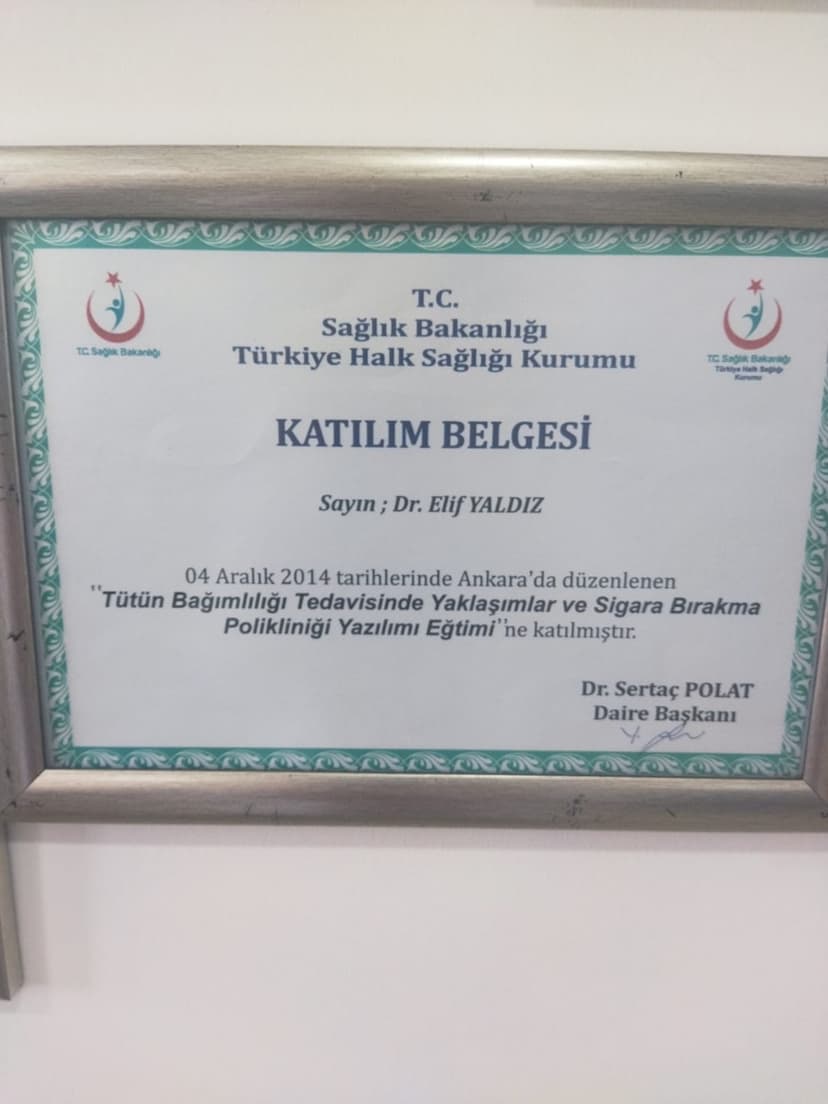 T.C. Sağlık Bakanlığı
T.C. Sağlık Bakanlığı
Türkiye Halk Sağlığı
Kurumu
T.C.
Sağlık Bakanlığı
Türkiye Halk Sağlığı Kurumu
KATILIM BELGESİ
Sayın ; Dr. Elif YALDIZ
04 Aralık 2014 tarihlerinde Ankara'da düzenlenen
"Tütün Bağımlılığı Tedavisinde Yaklaşımlar ve Sigara Bırakma
Polikliniği Yazılımı Eğtimi"ne katılmıştır.
Dr. Sertaç POLAT
Daire Başkanı